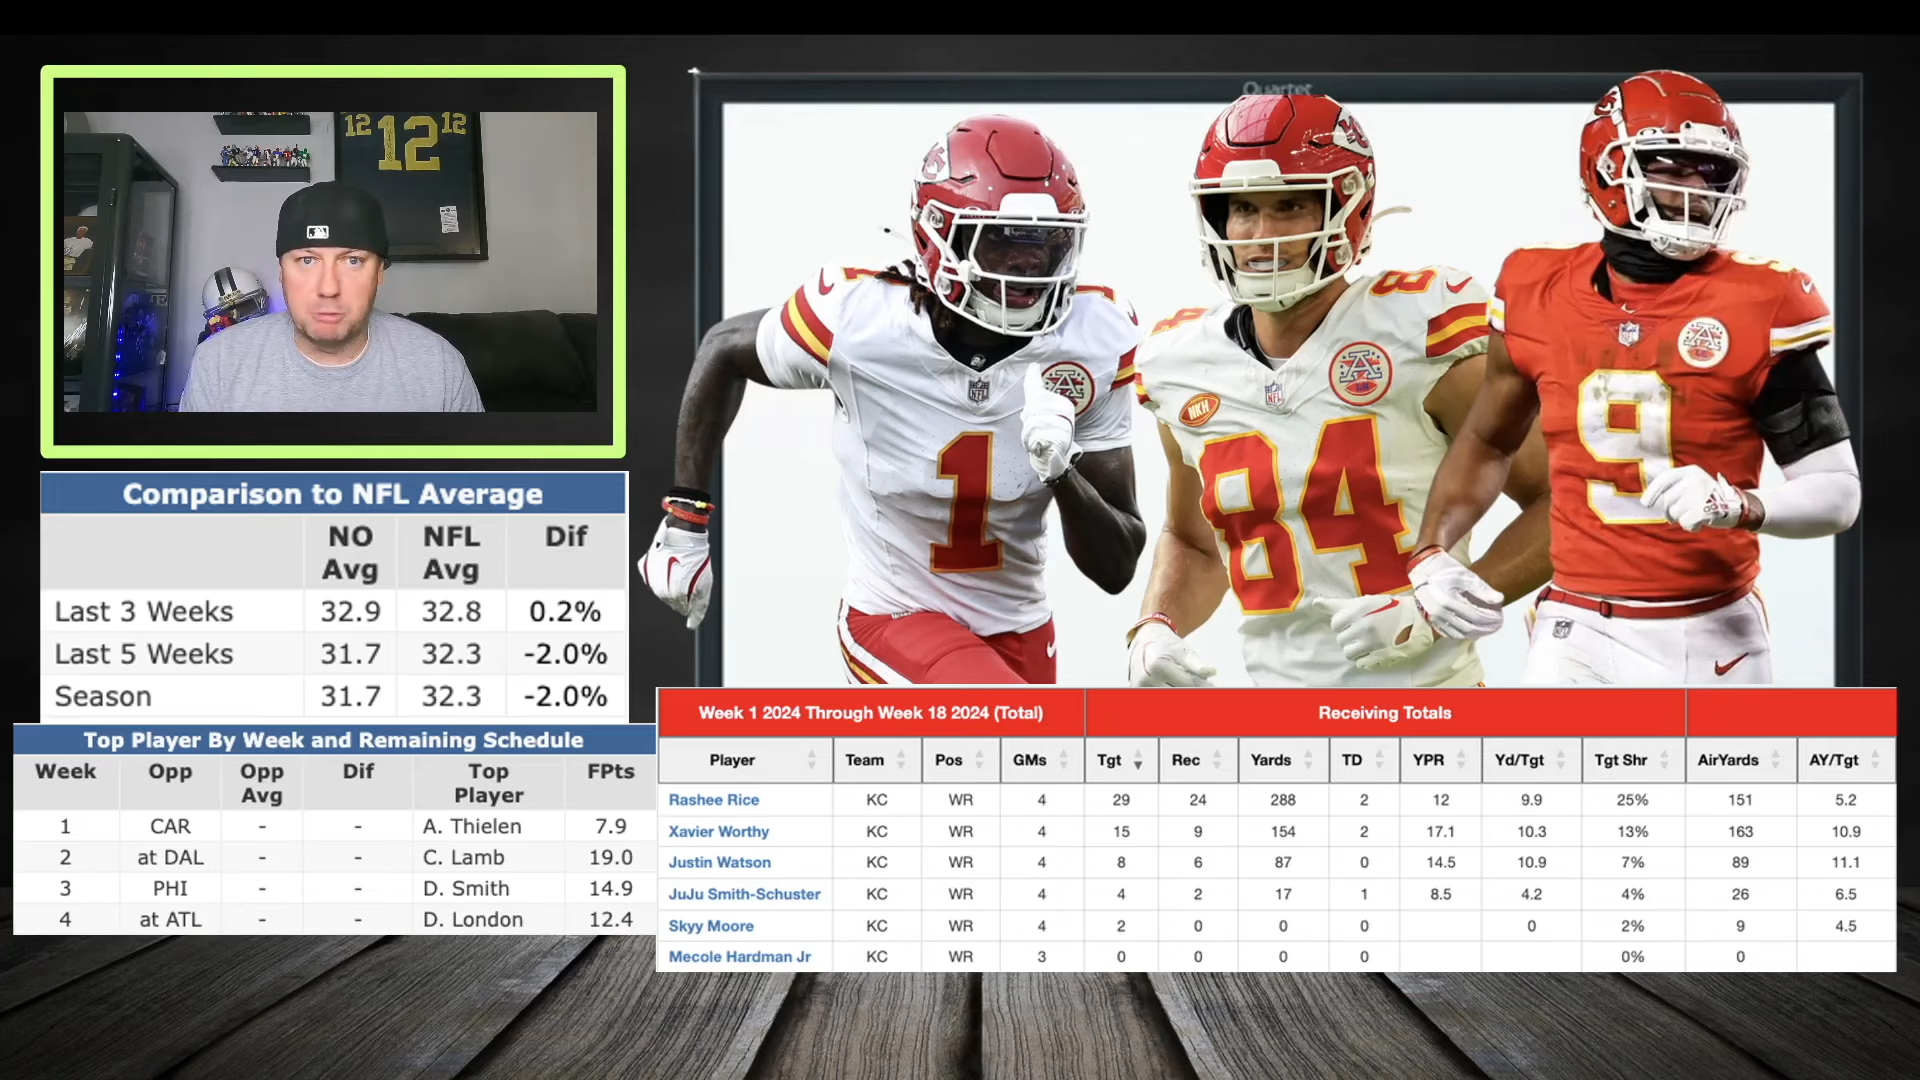 Quartet
12 12 12
1 1
84
9
1
84
9
NFL
NFL
NFL
NKH
Comparison to NFL Average
NO Avg NFL Avg Dif
Last 3 Weeks 32.9 32.8 0.2%
Last 5 Weeks 31.7 32.3 -2.0%
Season 31.7 32.3 -2.0%
Top Player By Week and Remaining Schedule
Week Opp Opp Avg Dif Top Player FPts
1 CAR - - A. Thielen 7.9
2 at DAL - - C. Lamb 19.0
3 PHI - - D. Smith 14.9
4 at ATL - - D. London 12.4
Week 1 2024 Through Week 18 2024 (Total) Receiving Totals
Player Team Pos GMs Tgt Rec Yards TD YPR Yd/Tgt Tgt Shr AirYards AY/Tgt
Rashee Rice KC WR 4 29 24 288 2 12 9.9 25% 151 5.2
Xavier Worthy KC WR 4 15 9 154 2 17.1 10.3 13% 163 10.9
Justin Watson KC WR 4 8 6 87 0 14.5 10.9 7% 89 11.1
JuJu Smith-Schuster KC WR 4 4 2 17 1 8.5 4.2 4% 26 6.5
Skyy Moore KC WR 4 2 0 0 0 0 2% 9 4.5
Mecole Hardman Jr KC WR 3 0 0 0 0 0% 0